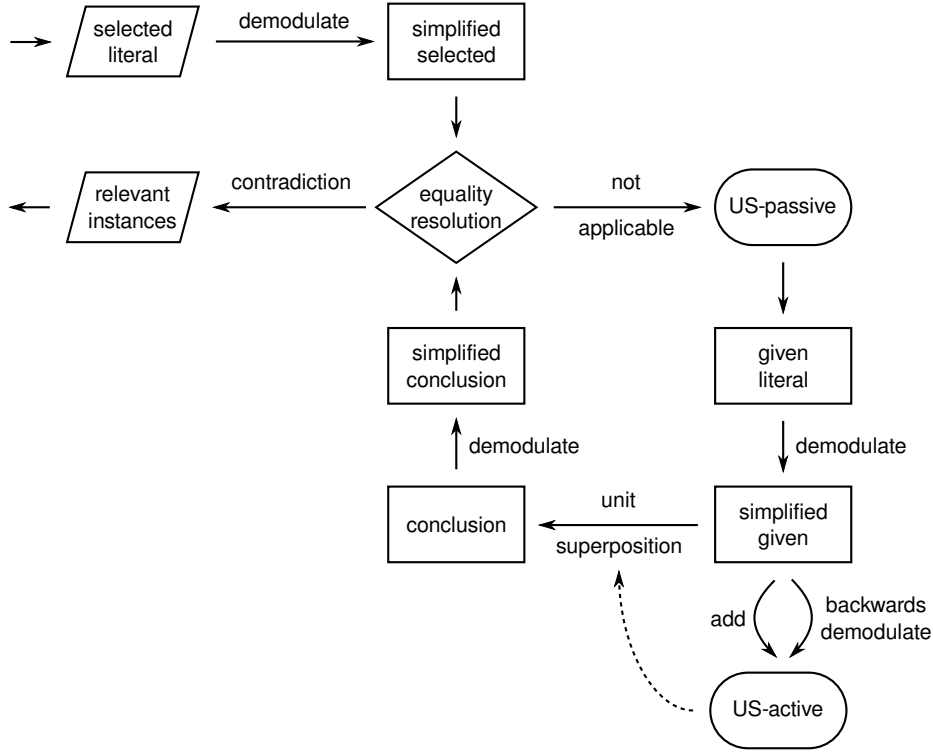 selected
literal
demodulate
simplified
selected
relevant
instances
contradiction
equality
resolution
not
applicable
US-passive
simplified
conclusion
given
literal
demodulate
demodulate
conclusion
unit
superposition
simplified
given
add
backwards
demodulate
US-active